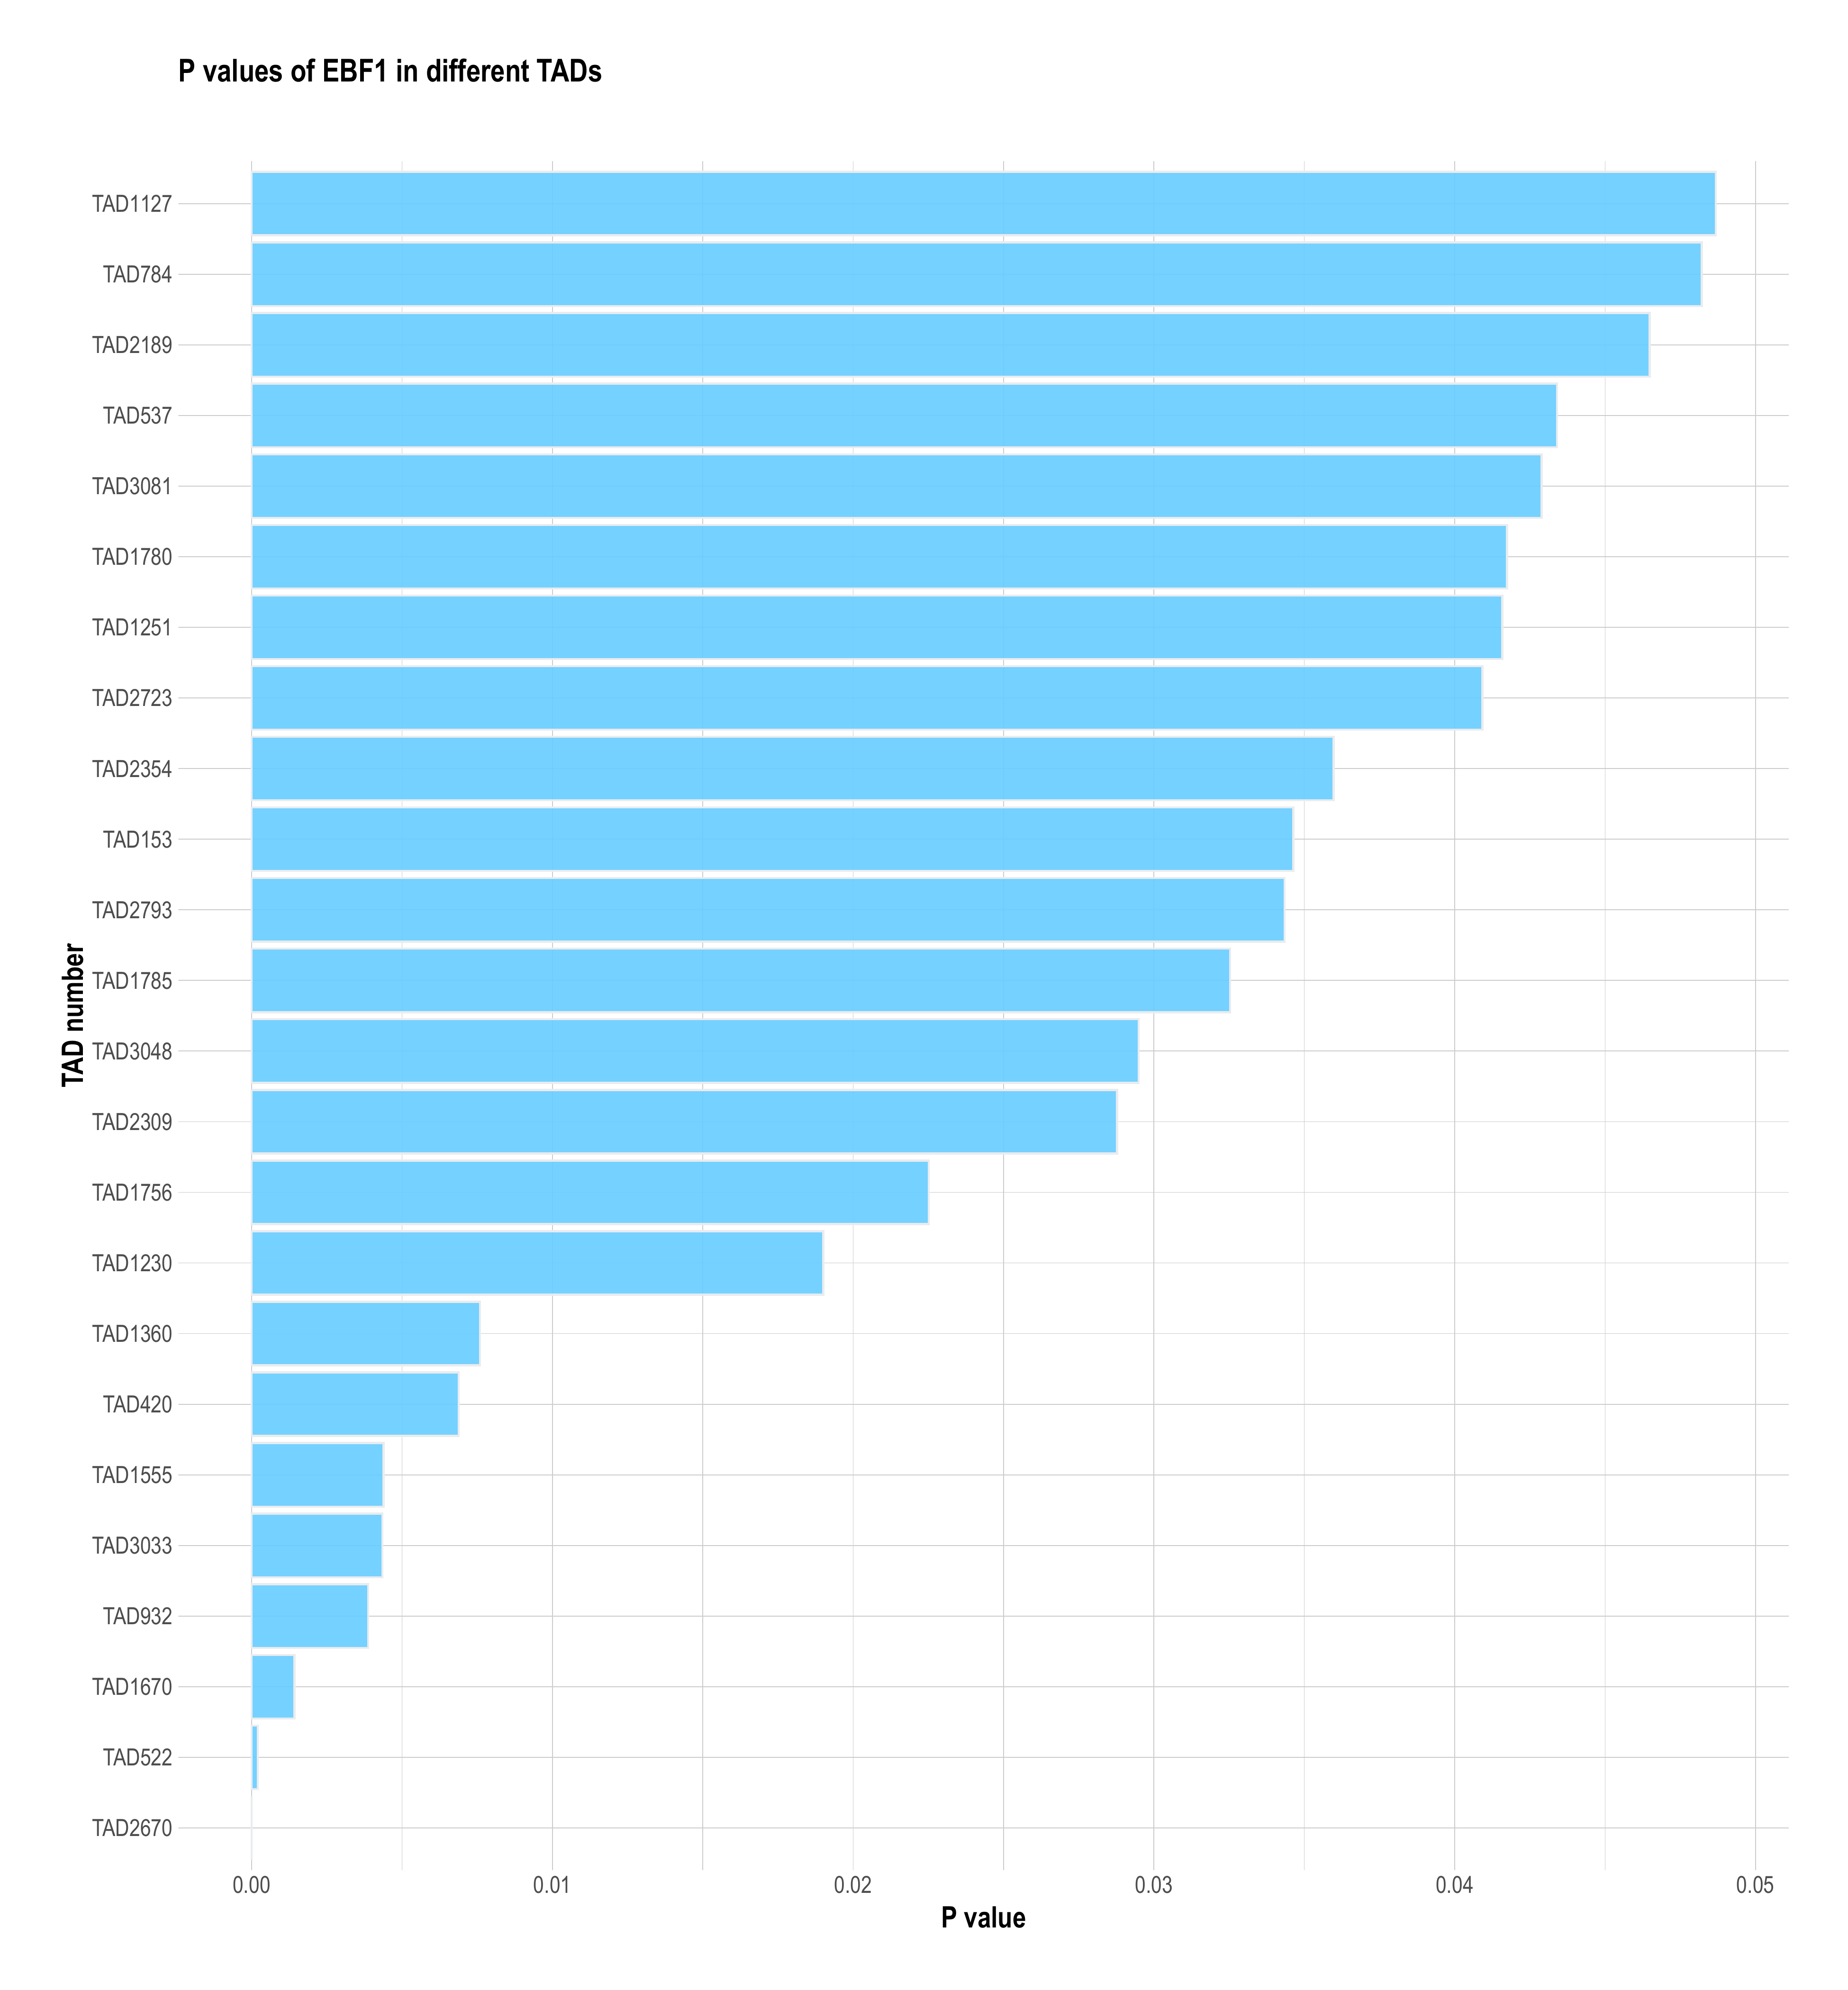 P values of EBF1 in different TADs
TAD1127
TAD784
TAD2189
TAD537
TAD3081
TAD1780
TAD1251
TAD2723
TAD2354
TAD153
TAD2793
TAD1785
TAD3048
TAD2309
TAD1756
TAD1230
TAD1360
TAD420
TAD1555
TAD3033
TAD932
TAD1670
TAD522
TAD2670
TAD number
0.00 0.01 0.02 0.03 0.04 0.05
P value